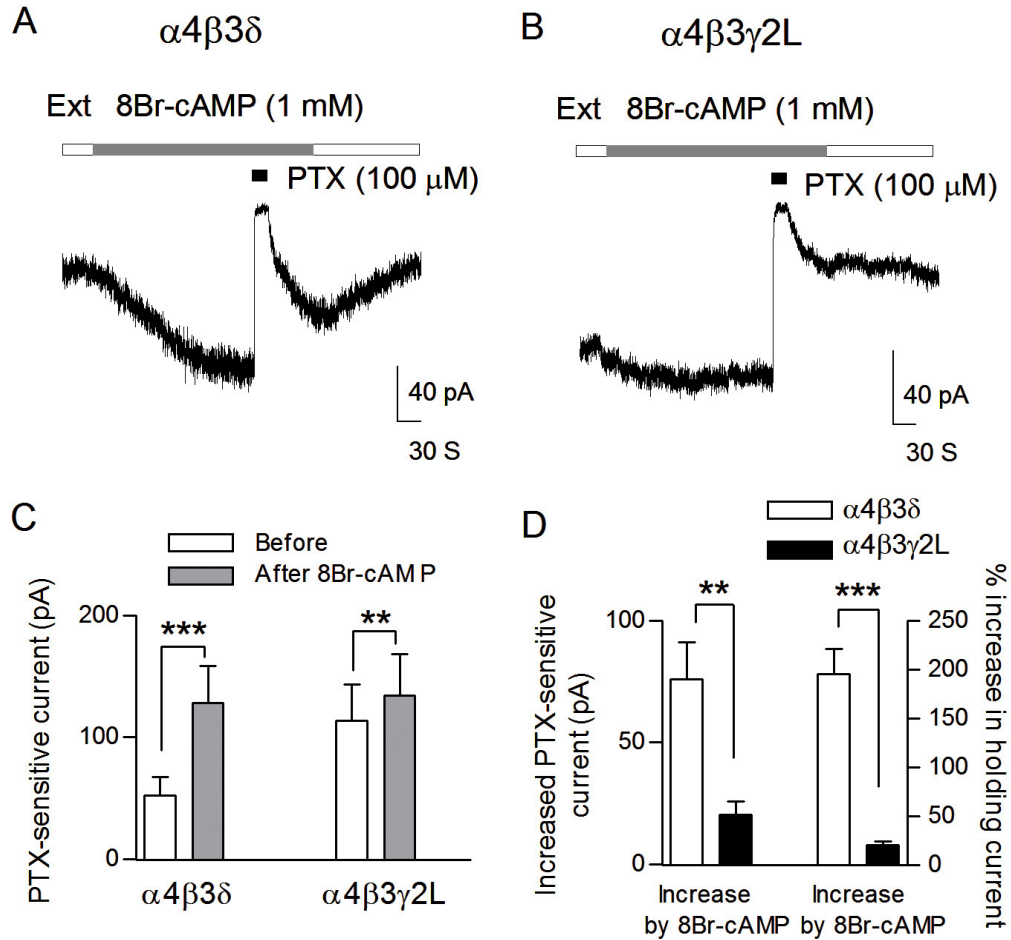 A
α4β3δ
Ext 8Br-cAMP (1 mM)
PTX (100 μM)
40 pA
30 S
B
α4β3γ2L
Ext 8Br-cAMP (1 mM)
PTX (100 μM)
40 pA
30 S
C
Before
After 8Br-cAMP
PTX-sensitive current (pA)
200
100
0
***
**
α4β3δ
α4β3γ2L
D
α4β3δ
α4β3γ2L
Increased PTX-sensitive
current (pA)
100
50
0
**
***
250
200
150
100
50
0
% increase in holding current
Increase
by 8Br-cAMP
Increase
by 8Br-cAMP